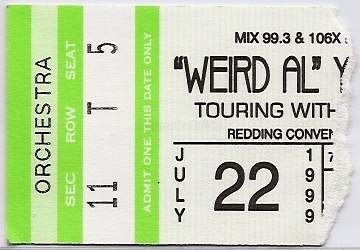 MIX 99.3 & 106X
"WEIRD AL" Y
TOURING WITH
REDDING CONVEN
JULY 22 199
ORCHESTRA
SEC ROW SEAT
11 T 5
ADMIT ONE THIS DATE ONLY